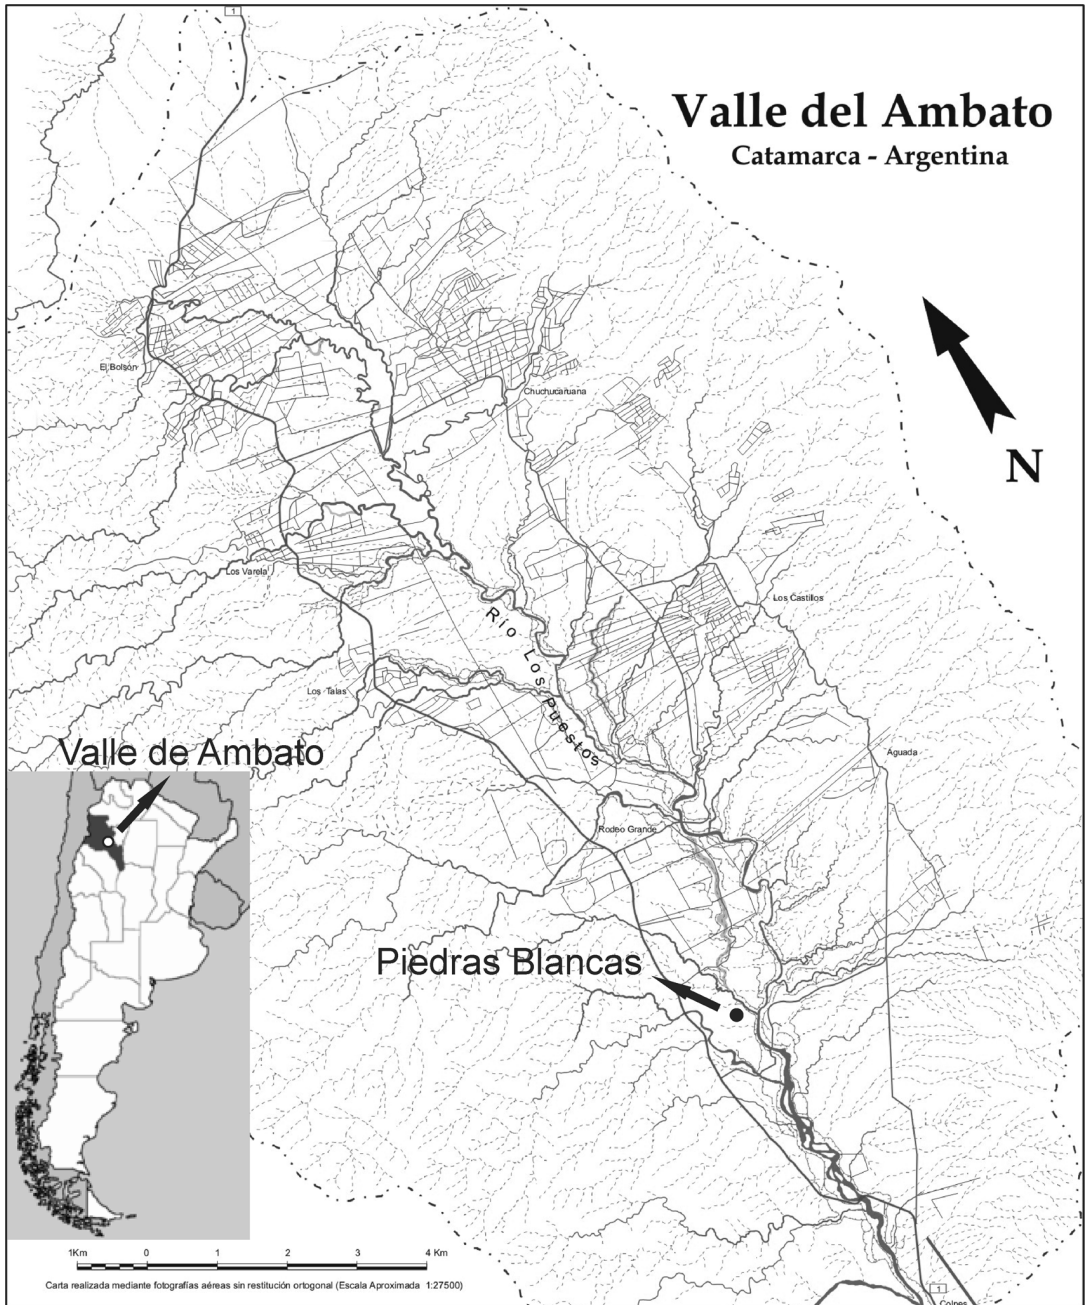 1
Valle del Ambato
Catamarca - Argentina
El Bolsón
Chuchucaruana
N
Los Varela
Los Castillos
Río Los Puestos
Los Talas
Aguada
Valle de Ambato
Rodeo Grande
Piedras Blancas
1Km 0 1 2 3 4 Km
Carta realizada mediante fotografías aéreas sin restitución ortogonal (Escala Aproximada 1:27500)
1
Colpes